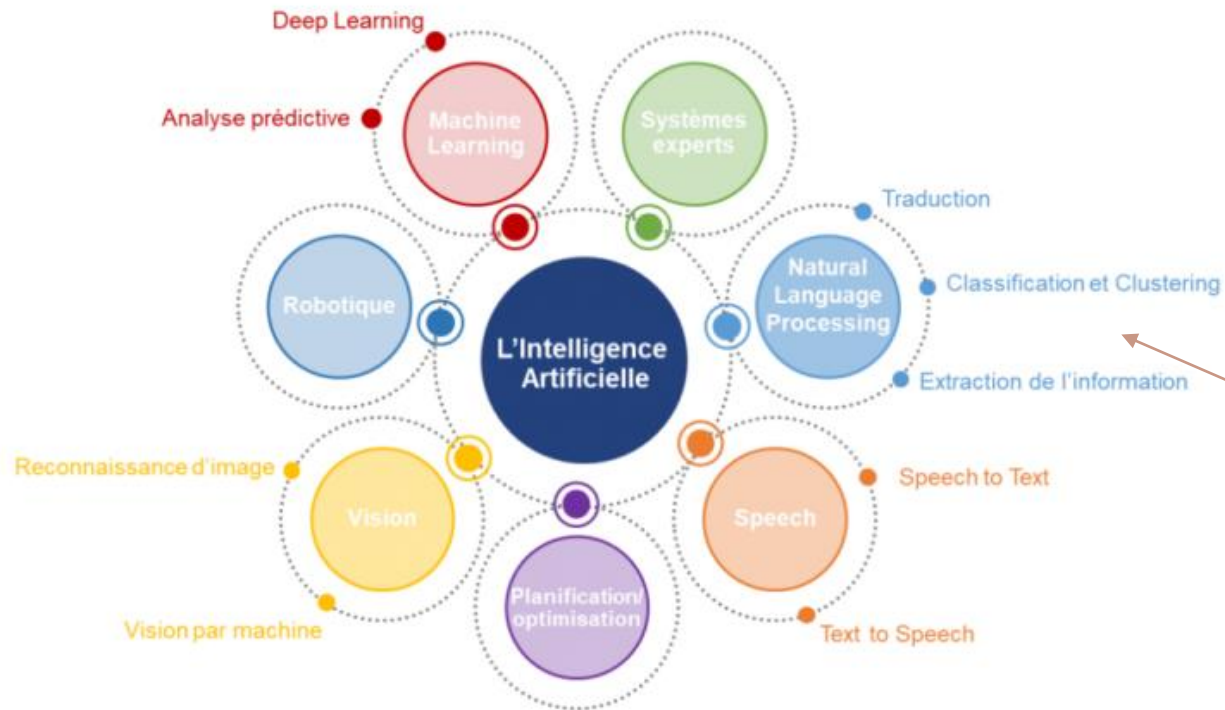 Deep Learning
Analyse prédictive
Machine
Learning
Systèmes
experts
Traduction
Natural
Language
Processing
Classification et Clustering
Extraction de l'information
Robotique
L'Intelligence
Artificielle
Reconnaissance d'image
Vision
Vision par machine
Speech to Text
Speech
Text to Speech
Planification/
optimisation